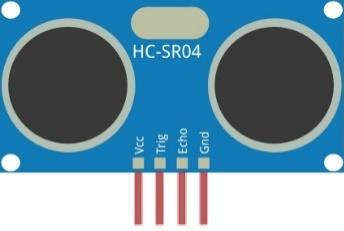 HC-SR04
Vcc
Trig
Echo
Gnd